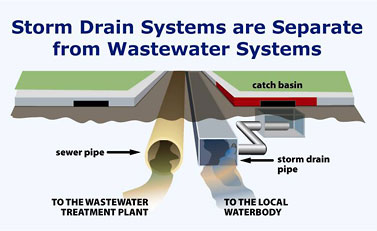 Storm Drain Systems are Separate
from Wastewater Systems
catch basin
sewer pipe
storm drain
pipe
TO THE WASTEWATER
TREATMENT PLANT
TO THE LOCAL
WATERBODY